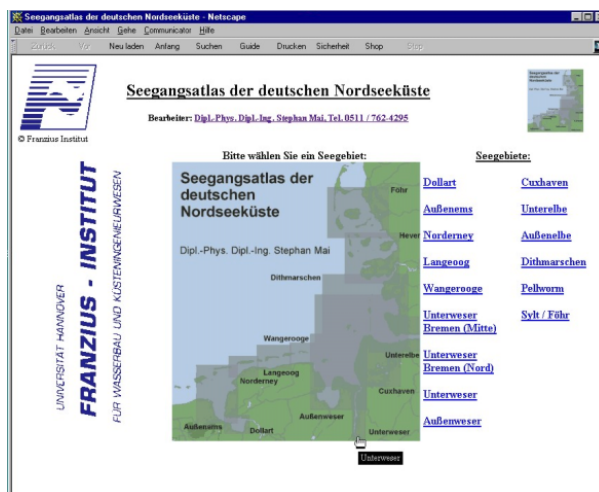 Seegangsatlas der deutschen Nordseeküste - Netscape
Datei Bearbeiten Ansicht Gehe Communicator Hilfe
Zurück Vor Neu laden Anfang Suchen Guide Drucken Sicherheit Shop Stop
© Franzius Institut
Seegangsatlas der deutschen Nordseeküste
Bearbeiter: Dipl.-Phys. Dipl.-Ing. Stephan Mai, Tel. 0511 / 762-4295
Seegangsatlas der
deutschen
Nordseeküste
UNIVERSITÄT HANNOVER
FRANZIUS - INSTITUT
FÜR WASSERBAU UND KÜSTENINGENIEURWESEN
Bitte wählen Sie ein Seegebiet:
Seegangsatlas der
deutschen
Nordseeküste
Dipl.-Phys. Dipl.-Ing. Stephan Mai
Föhr
Hever
Dithmarschen
Wangerooge
Unterelbe
Langeoog
Norderney
Cuxhaven
Außenweser
Außenems
Dollart
Unterweser
Unterweser
Seegebiete:
Dollart
Außenems
Norderney
Langeoog
Wangerooge
Unterweser
Bremen (Mitte)
Unterweser
Bremen (Nord)
Unterweser
Außenweser
Cuxhaven
Unterelbe
Außenelbe
Dithmarschen
Pellworm
Sylt / Föhr